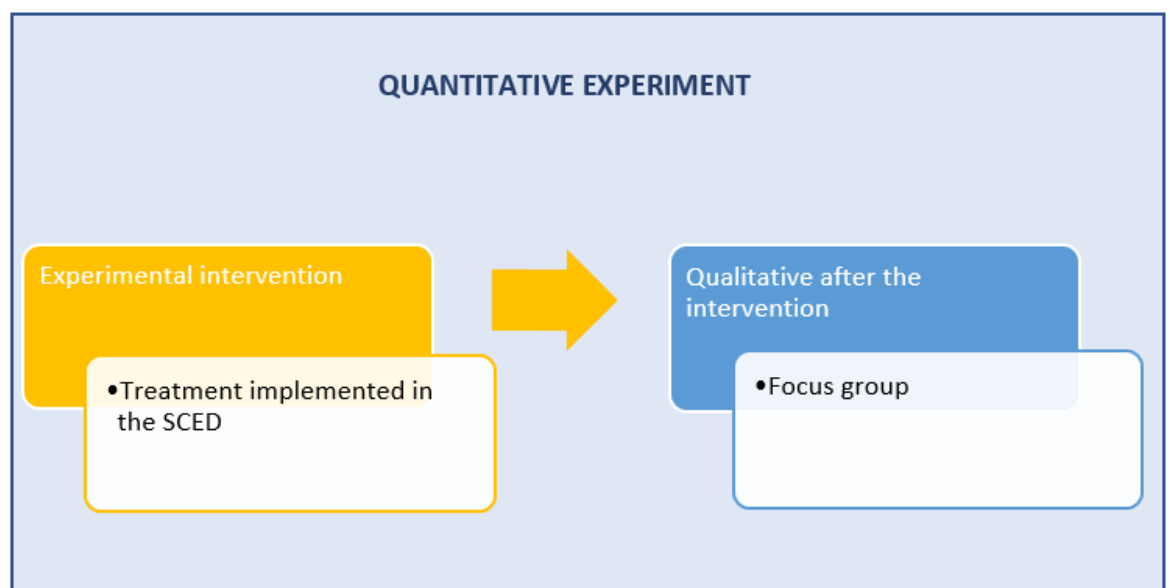 QUANTITATIVE EXPERIMENT
Experimental intervention
•Treatment implemented in
the SCED
Qualitative after the
intervention
•Focus group